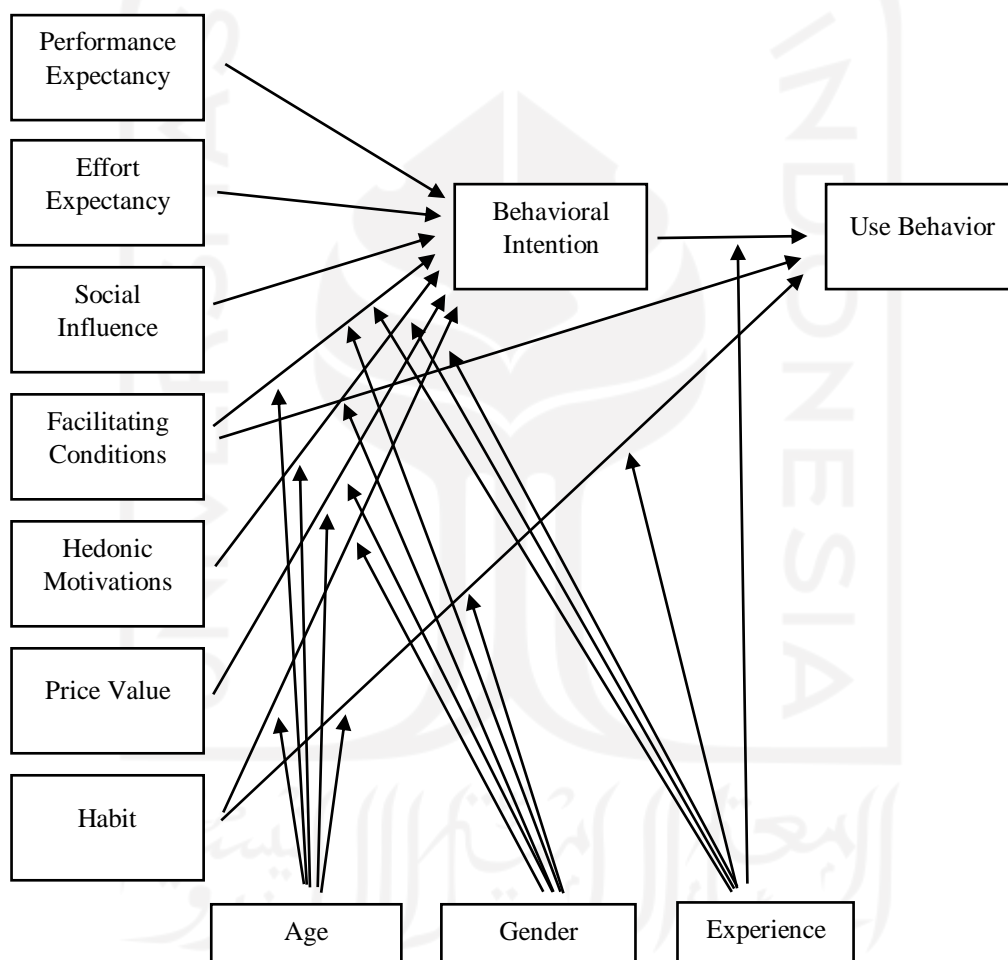 Performance
Expectancy
Effort
Expectancy
Social
Influence
Facilitating
Conditions
Hedonic
Motivations
Price Value
Habit
Behavioral
Intention
Use Behavior
Age
Gender
Experience
INDONESIA